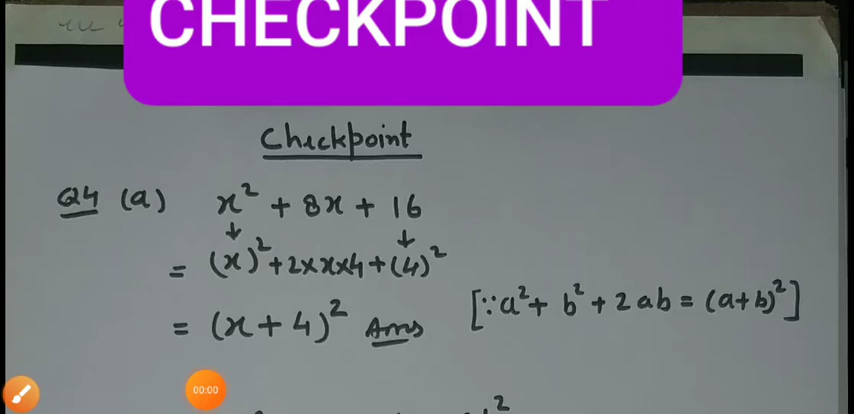 CHECKPOINT
Checkpoint
Q4 (a) x² + 8x + 16
= (x)² + 2×x×4 + (4)²
= (x + 4)² Ans [∵ a² + b² + 2ab = (a+b)²]
00:00